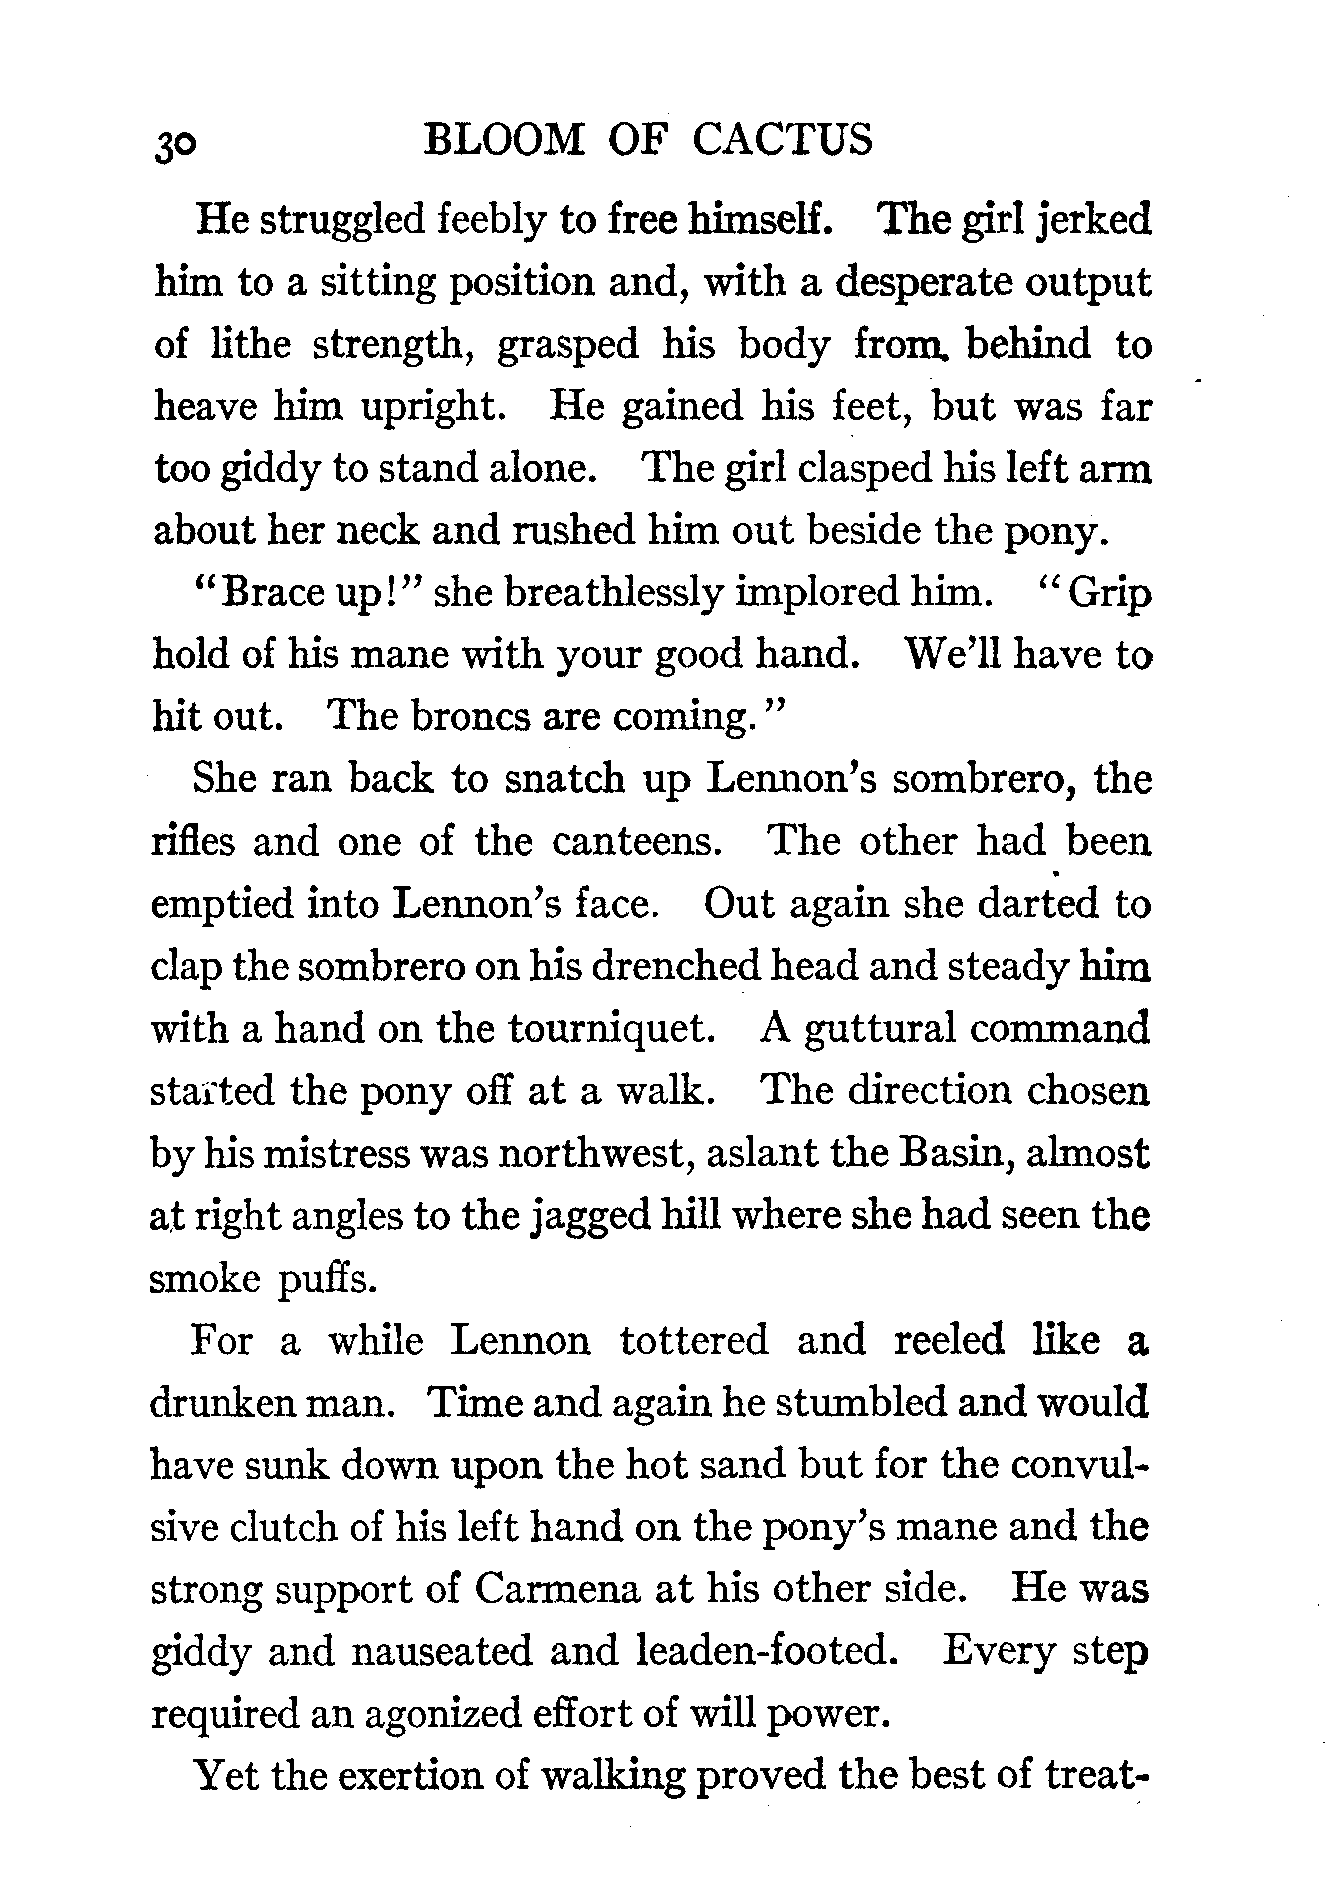 30 BLOOM OF CACTUS
He struggled feebly to free himself. The girl jerked
him to a sitting position and, with a desperate output
of lithe strength, grasped his body from behind to
heave him upright. He gained his feet, but was far
too giddy to stand alone. The girl clasped his left arm
about her neck and rushed him out beside the pony.
"Brace up!" she breathlessly implored him. "Grip
hold of his mane with your good hand. We'll have to
hit out. The broncs are coming."
She ran back to snatch up Lennon's sombrero, the
rifles and one of the canteens. The other had been
emptied into Lennon's face. Out again she darted to
clap the sombrero on his drenched head and steady him
with a hand on the tourniquet. A guttural command
started the pony off at a walk. The direction chosen
by his mistress was northwest, aslant the Basin, almost
at right angles to the jagged hill where she had seen the
smoke puffs.
For a while Lennon tottered and reeled like a
drunken man. Time and again he stumbled and would
have sunk down upon the hot sand but for the convul-
sive clutch of his left hand on the pony's mane and the
strong support of Carmena at his other side. He was
giddy and nauseated and leaden-footed. Every step
required an agonized effort of will power.
Yet the exertion of walking proved the best of treat-